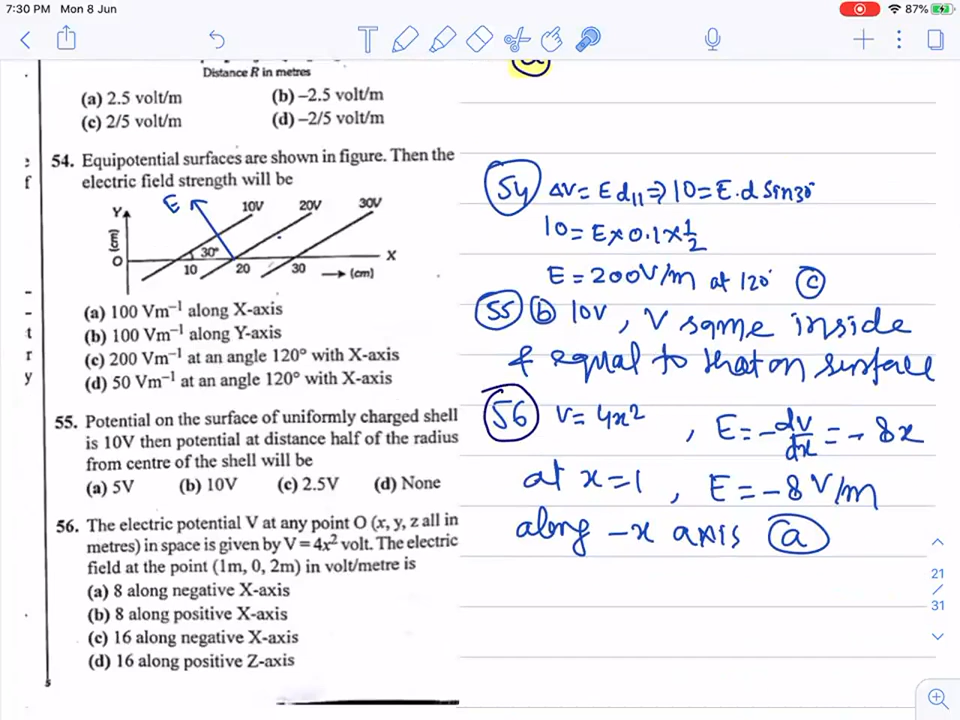 7:30 PM Mon 8 Jun
87%
T
Distance R in metres
(a) 2.5 volt/m (b) –2.5 volt/m
(c) 2/5 volt/m (d) –2/5 volt/m
54. Equipotential surfaces are shown in figure. Then the
electric field strength will be
E
Y
(cm)
O
10V 20V 30V
30°
X
10 20 30 (cm)
(a) 100 Vm⁻¹ along X-axis
(b) 100 Vm⁻¹ along Y-axis
(c) 200 Vm⁻¹ at an angle 120° with X-axis
(d) 50 Vm⁻¹ at an angle 120° with X-axis
55. Potential on the surface of uniformly charged shell
is 10V then potential at distance half of the radius
from centre of the shell will be
(a) 5V (b) 10V (c) 2.5V (d) None
56. The electric potential V at any point O (x, y, z all in
metres) in space is given by V = 4x² volt. The electric
field at the point (1m, 0, 2m) in volt/metre is
(a) 8 along negative X-axis
(b) 8 along positive X-axis
(c) 16 along negative X-axis
(d) 16 along positive Z-axis
f
t
r
y
a
54 ΔV = E d11 ⇒ 10 = E.d Sin30°
10 = E × 0.1 × 1/2
E = 200V/m at 120° c
55 b 10V, V same inside
& equal to that on surface
56 V = 4x², E = -dV/dx = -8x
at x = 1, E = -8 V/m
along -x axis a
21
/
31